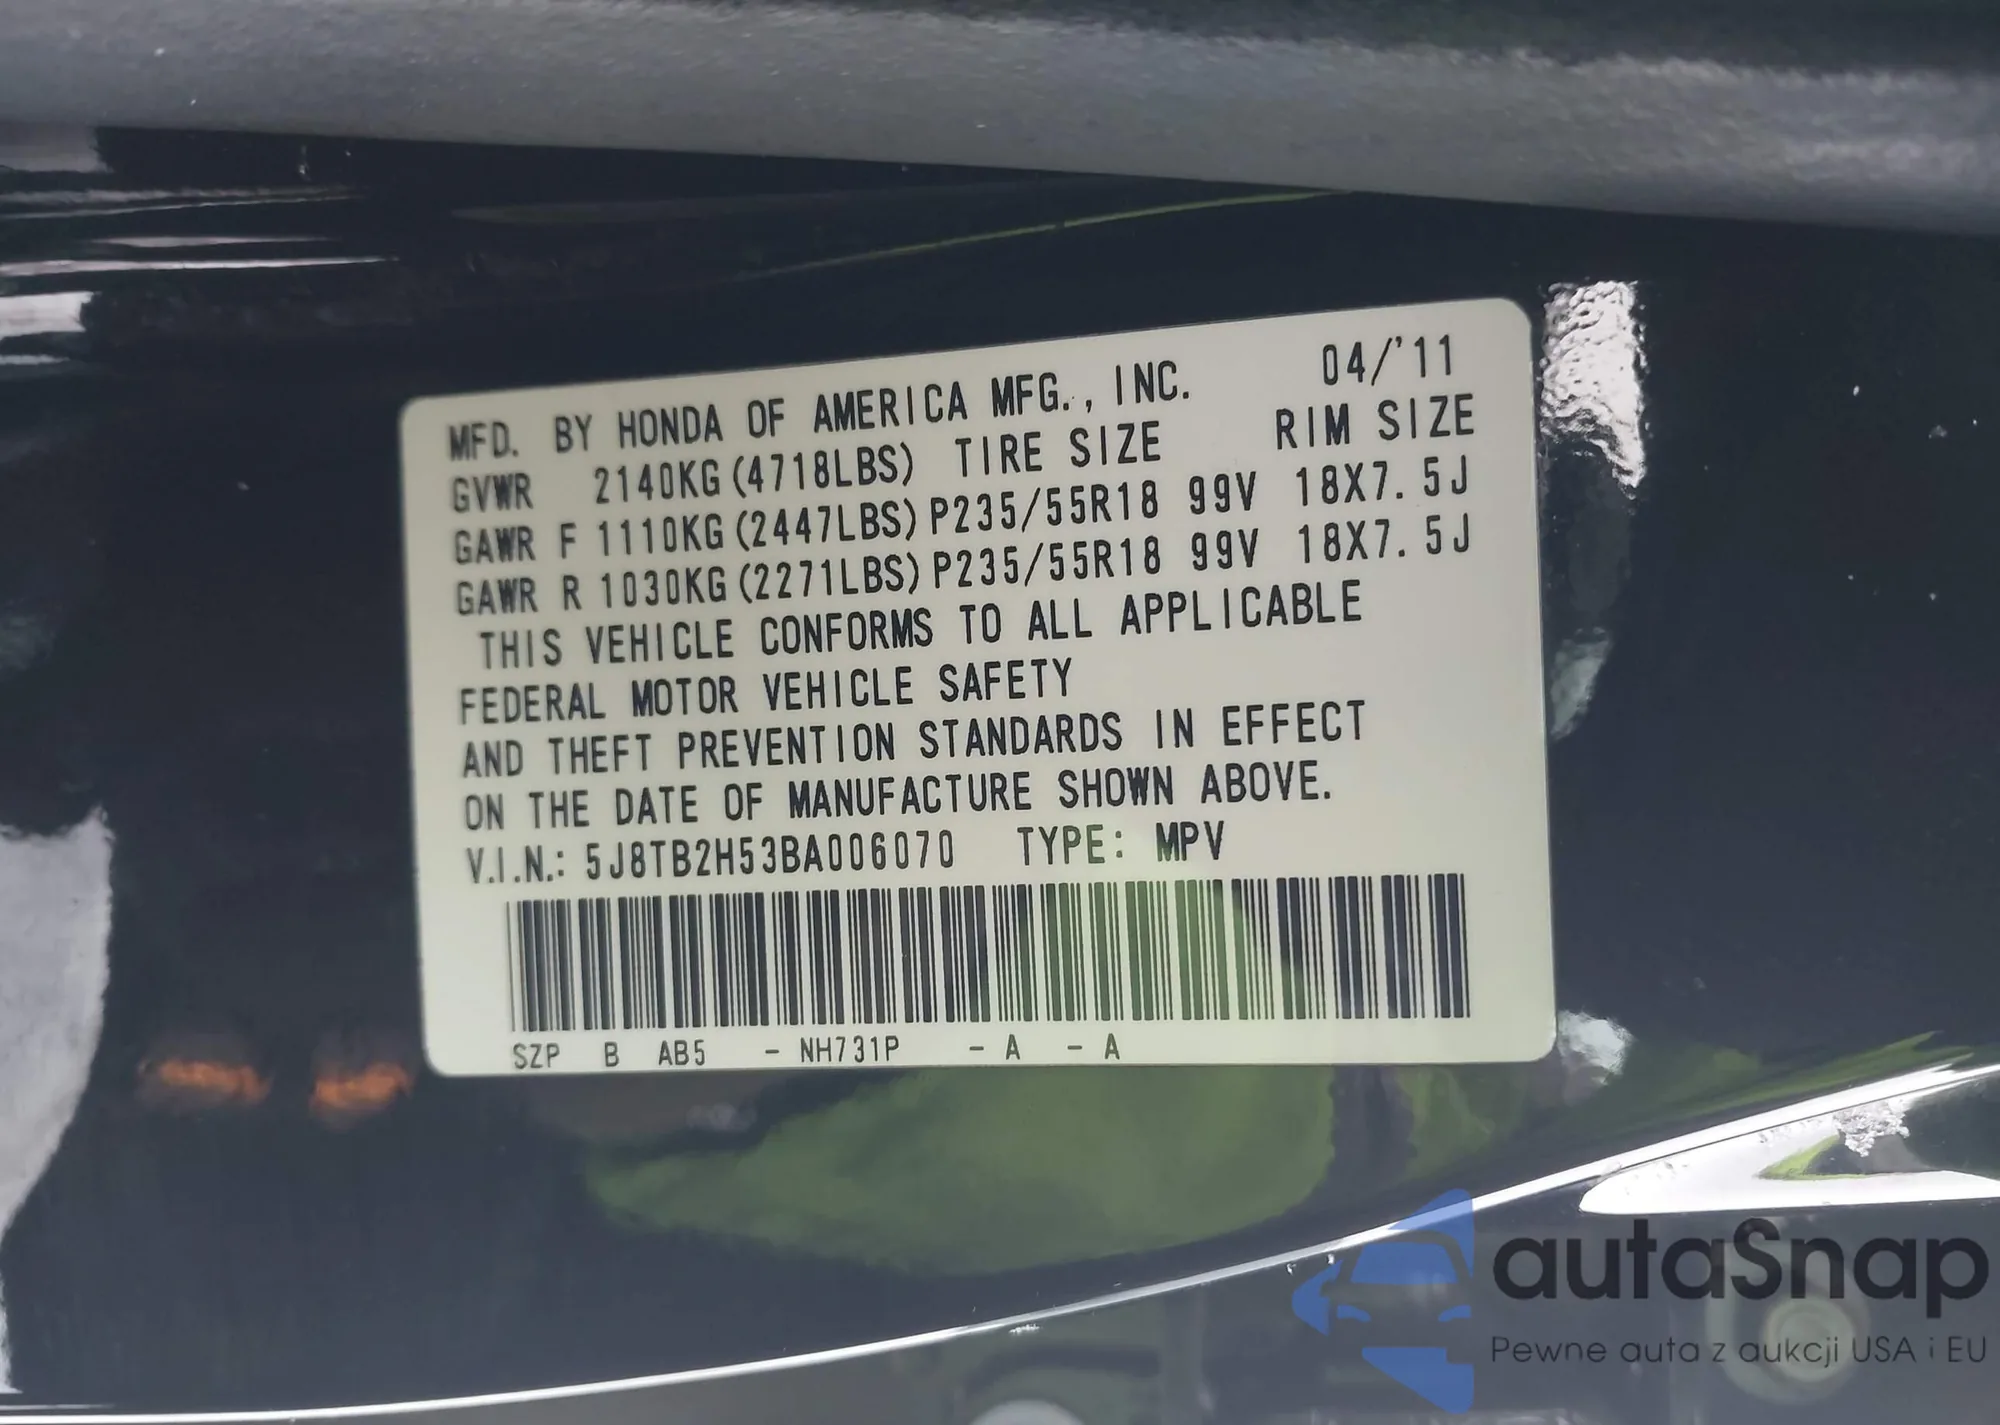 MFD. BY HONDA OF AMERICA MFG., INC. 04/'11
GVWR 2140KG (4718LBS) TIRE SIZE RIM SIZE
GAWR F 1110KG (2447LBS) P235/55R18 99V 18X7.5J
GAWR R 1030KG (2271LBS) P235/55R18 99V 18X7.5J
THIS VEHICLE CONFORMS TO ALL APPLICABLE
FEDERAL MOTOR VEHICLE SAFETY
AND THEFT PREVENTION STANDARDS IN EFFECT
ON THE DATE OF MANUFACTURE SHOWN ABOVE.
V.I.N.: 5J8TB2H53BA006070 TYPE: MPV
SZP B AB5 - NH731P - A - A
autaSnap
Pewne auta z aukcji USA i EU